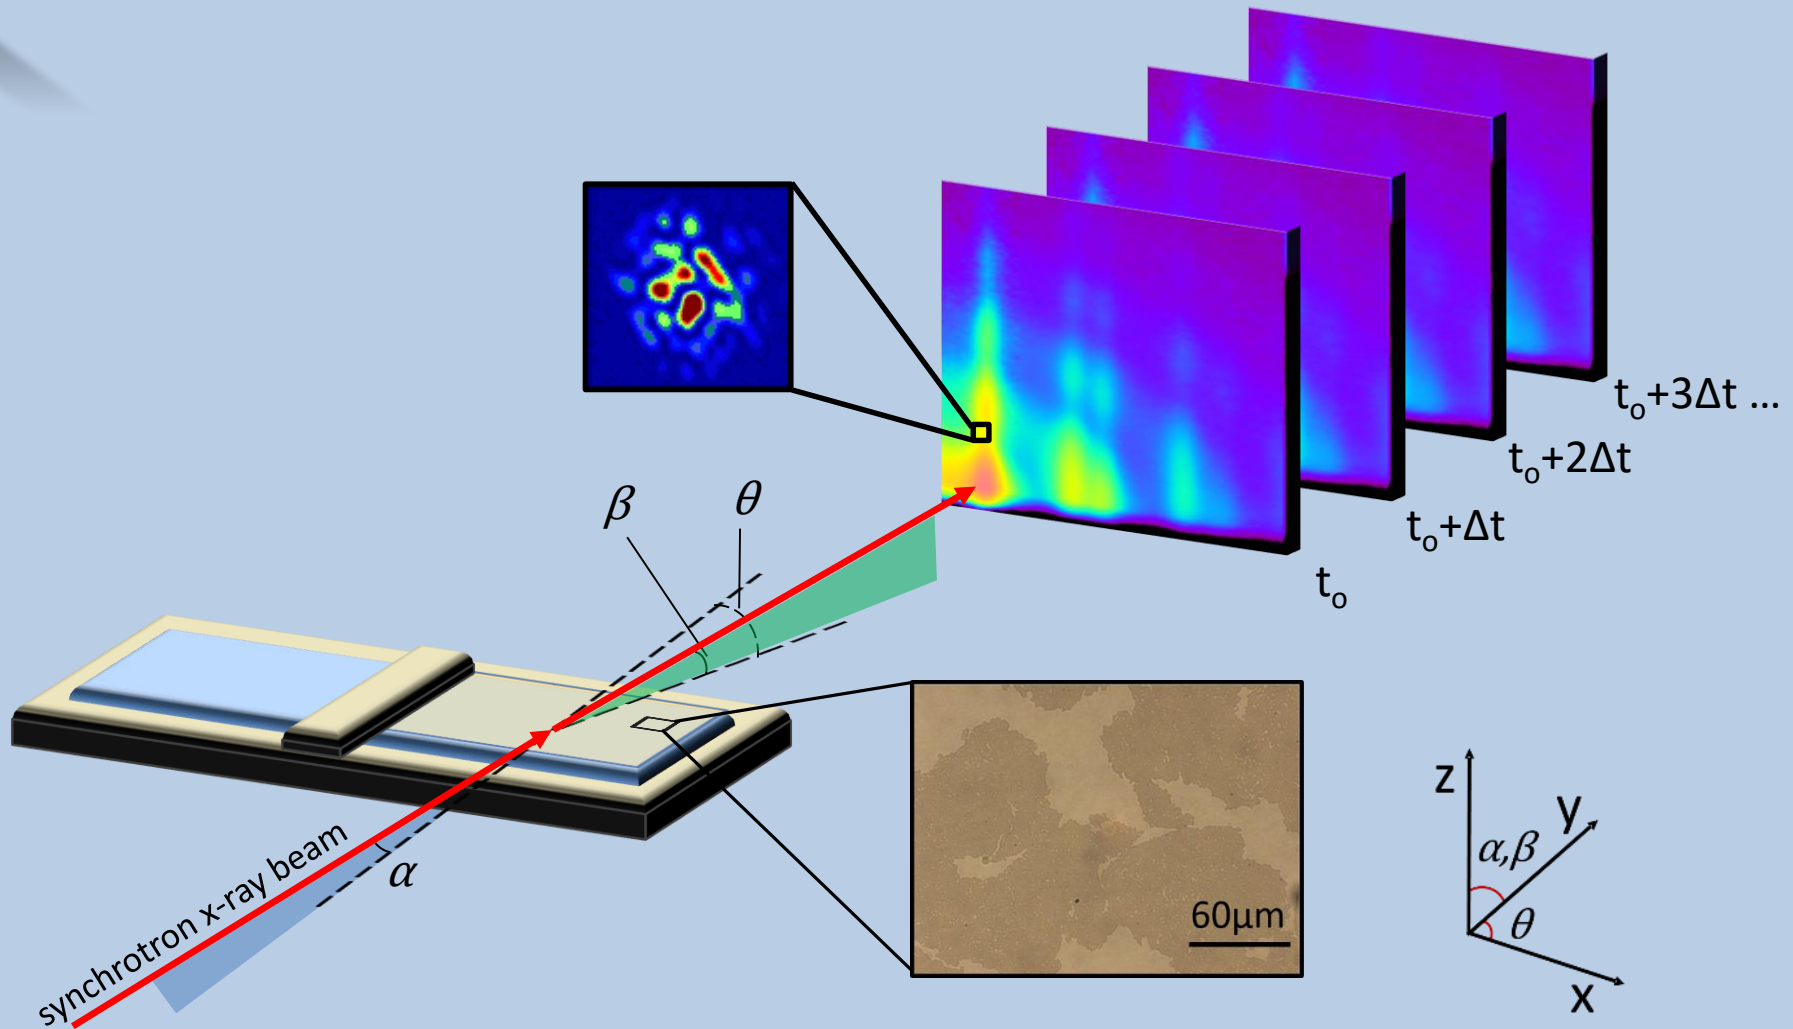 t₀+3Δt ...
t₀+2Δt
t₀+Δt
t₀
β
θ
synchrotron x-ray beam
α
60μm
z
y
α,β
θ
x